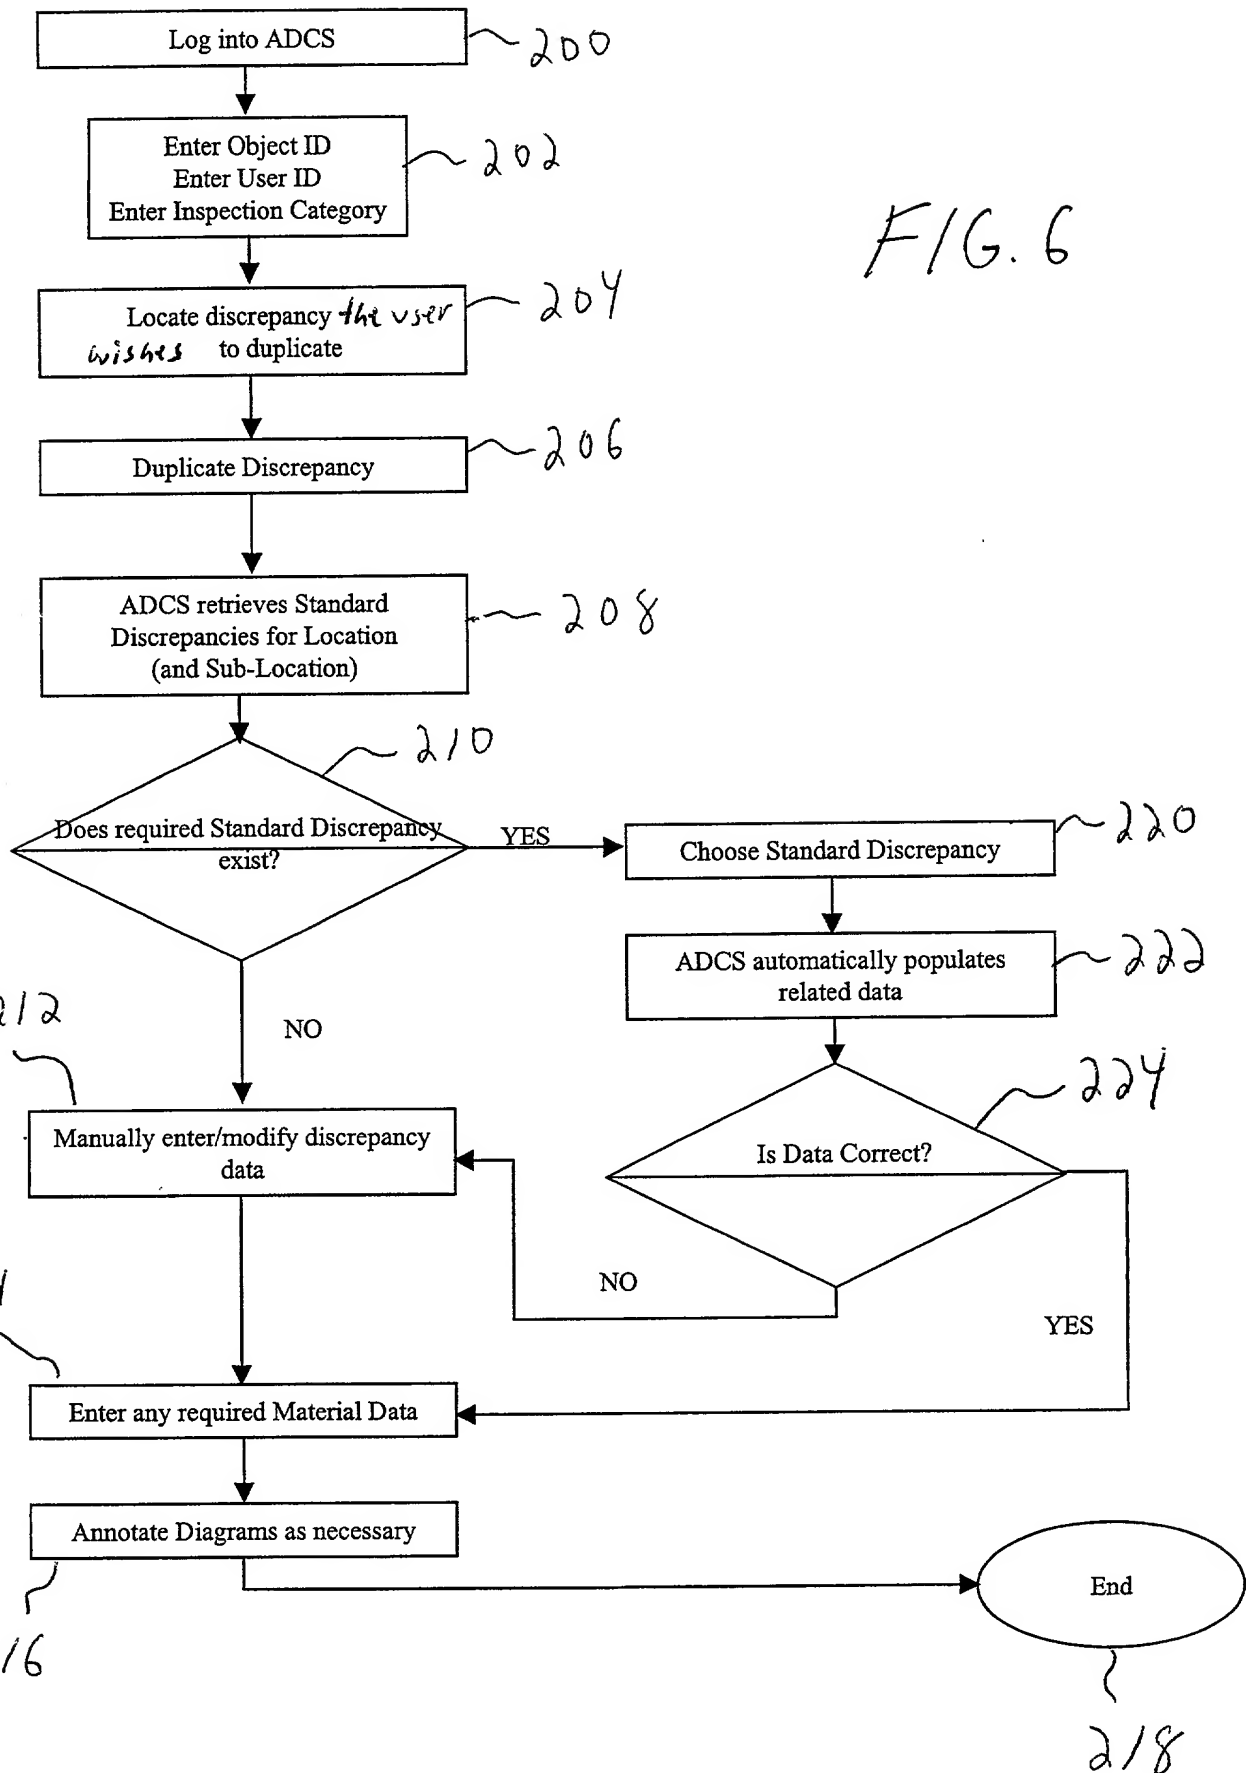 Log into ADCS
200
Enter Object ID
Enter User ID
Enter Inspection Category
202
FIG. 6
Locate discrepancy the user
wishes to duplicate
204
Duplicate Discrepancy
206
ADCS retrieves Standard
Discrepancies for Location
(and Sub-Location)
208
210
Does required Standard Discrepancy
exist?
YES
Choose Standard Discrepancy
220
ADCS automatically populates
related data
222
NO
212
Manually enter/modify discrepancy
data
224
Is Data Correct?
NO
YES
4
Enter any required Material Data
Annotate Diagrams as necessary
16
End
218